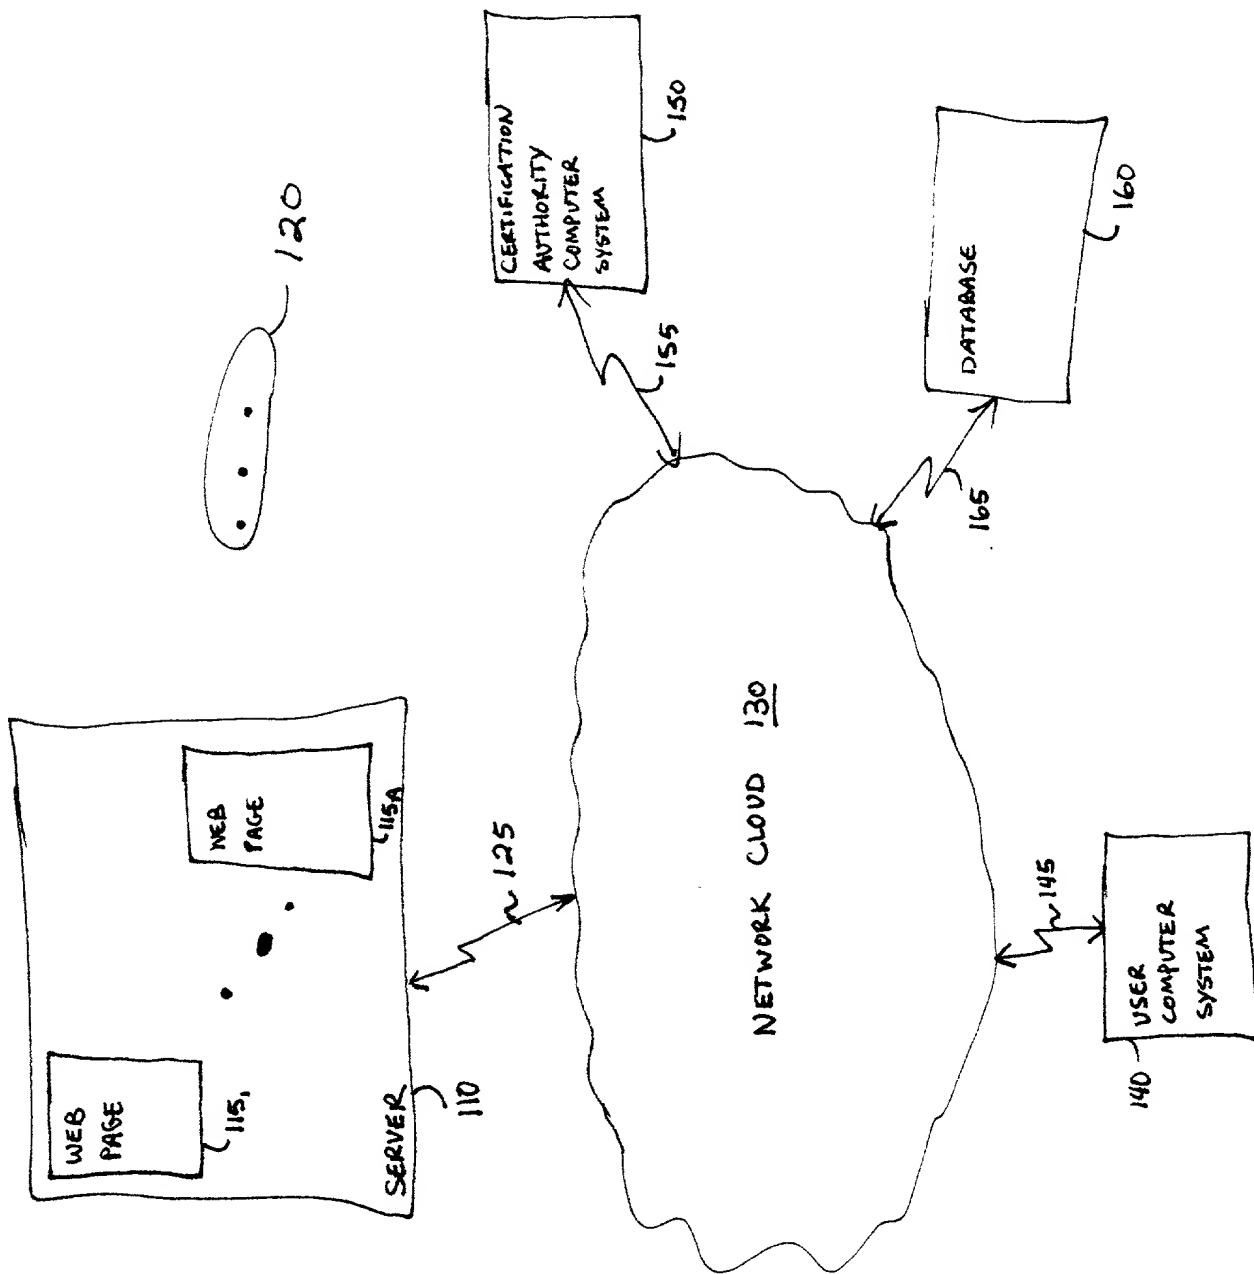 WEB
PAGE
115₁
WEB
PAGE
115A
SERVER
110
120
125
CERTIFICATION
AUTHORITY
COMPUTER
SYSTEM
150
155
NETWORK CLOUD 130
DATABASE
160
165
145
140
USER
COMPUTER
SYSTEM